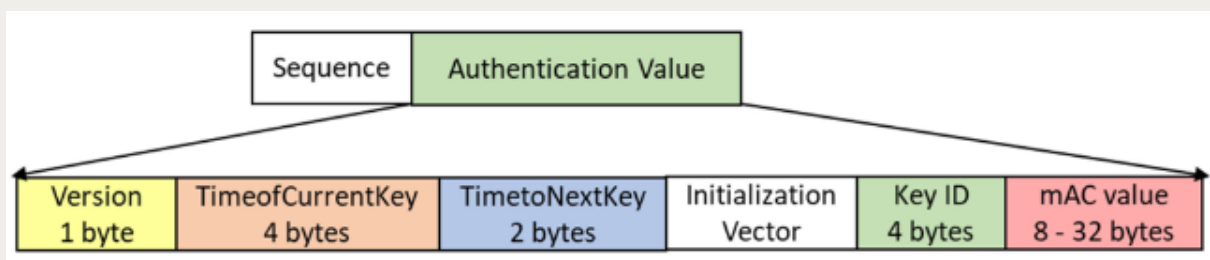 Sequence
Authentication Value
Version
1 byte
TimeofCurrentKey
4 bytes
TimetoNextKey
2 bytes
Initialization
Vector
Key ID
4 bytes
mAC value
8 - 32 bytes